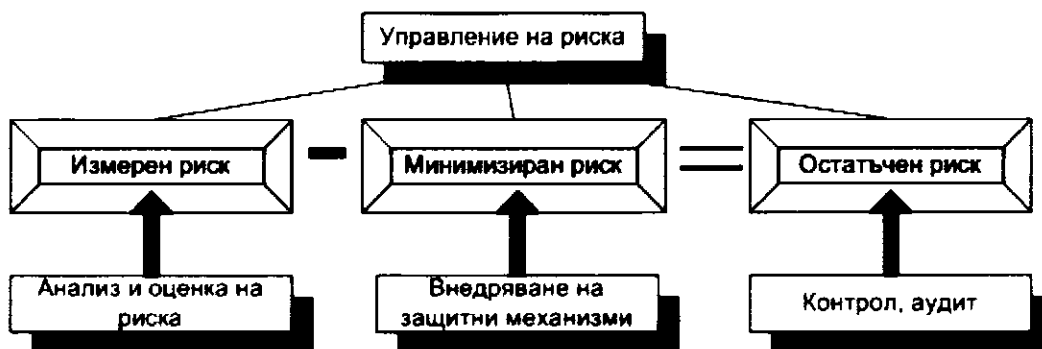 Управление на риска
Измерен риск
Минимизиран риск
Остатъчен риск
Анализ и оценка на
риска
Внедряване на
защитни механизми
Контрол, аудит